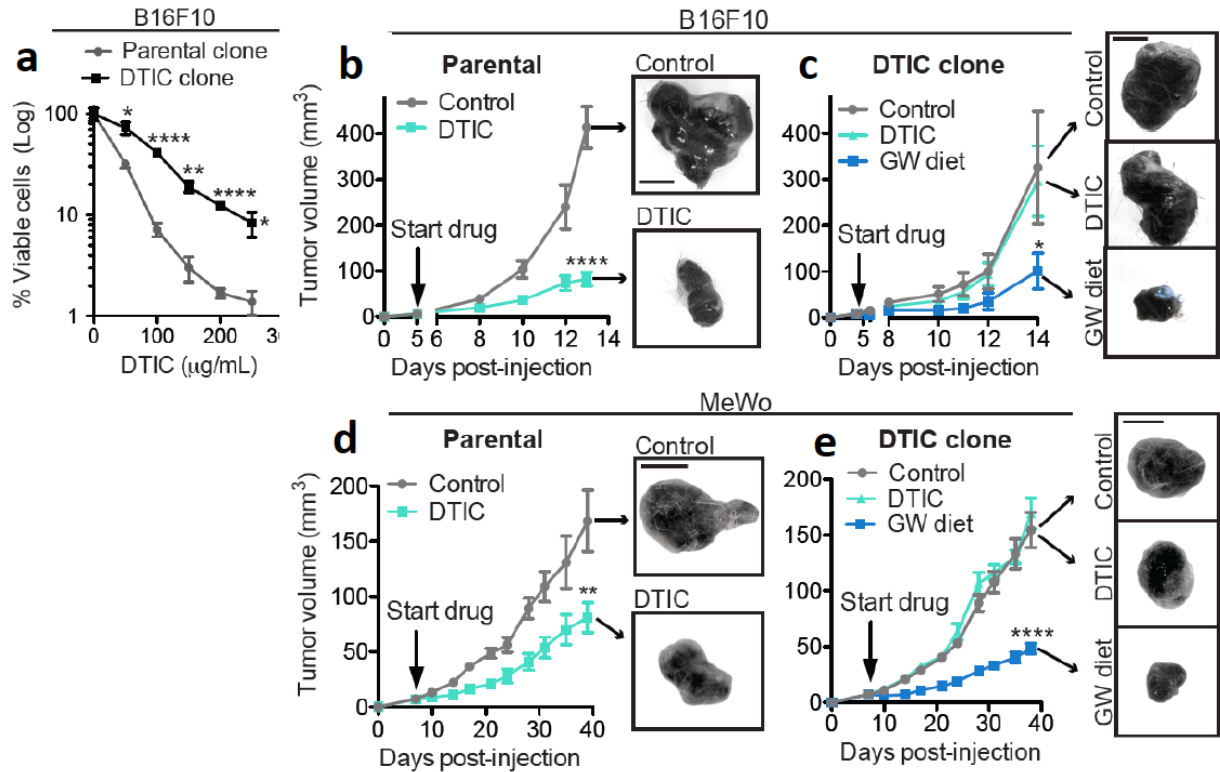 B16F10
a
Parental clone
DTIC clone
% Viable cells (Log)
100
10
1
* **** ** **** *
0 100 200 3
DTIC (µg/mL)
B16F10
b Parental
Control
DTIC
Tumor volume (mm³)
400
300
200
100
0
Start drug
****
0 5 6 8 10 12 14
Days post-injection
Control
DTIC
c DTIC clone
Control
DTIC
GW diet
400
300
200
100
0
Start drug
*
0 5 6 8 10 12 14
Days post-injection
Control
DTIC
GW diet
MeWo
d Parental
Control
DTIC
Tumor volume (mm³)
200
150
100
50
0
Start drug
**
0 10 20 30 40
Days post-injection
Control
DTIC
e DTIC clone
Control
DTIC
GW diet
200
150
100
50
0
Start drug
****
0 10 20 30 40
Days post-injection
Control
DTIC
GW diet